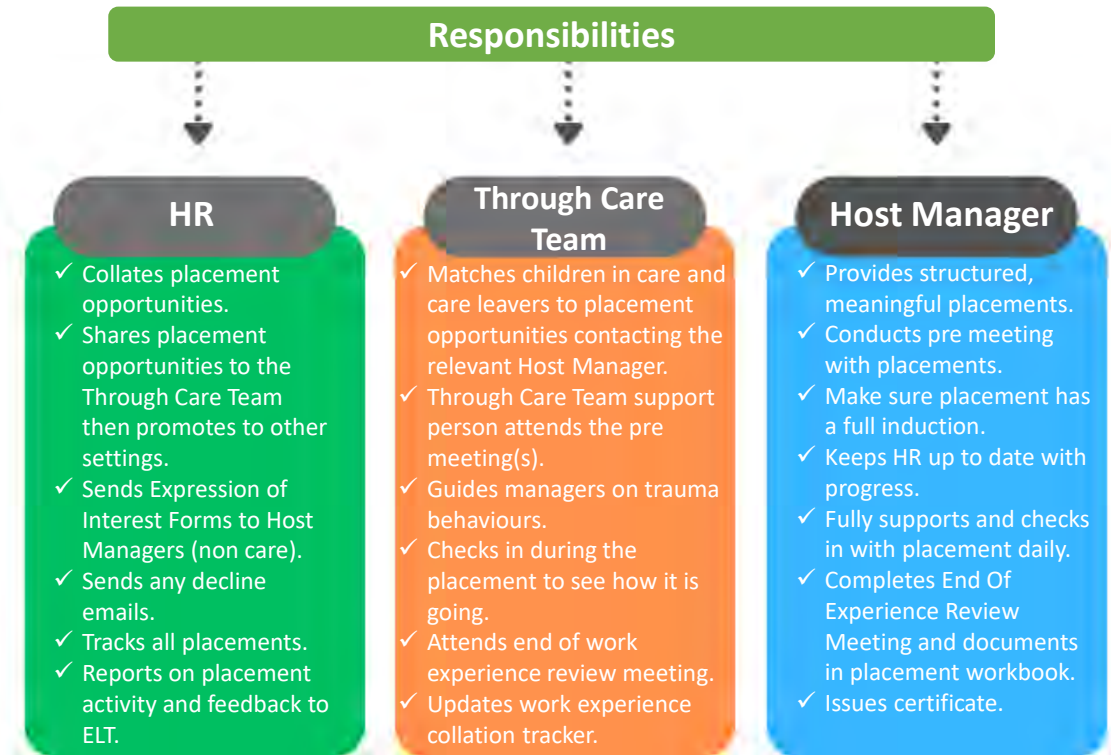 Responsibilities
HR
✓ Collates placement
opportunities.
✓ Shares placement
opportunities to the
Through Care Team
then promotes to other
settings.
✓ Sends Expression of
Interest Forms to Host
Managers (non care).
✓ Sends any decline
emails.
✓ Tracks all placements.
✓ Reports on placement
activity and feedback to
ELT.
Through Care
Team
✓ Matches children in care and
care leavers to placement
opportunities contacting the
relevant Host Manager.
✓ Through Care Team support
person attends the pre
meeting(s).
✓ Guides managers on trauma
behaviours.
✓ Checks in during the
placement to see how it is
going.
✓ Attends end of work
experience review meeting.
✓ Updates work experience
collation tracker.
Host Manager
✓ Provides structured,
meaningful placements.
✓ Conducts pre meeting
with placements.
✓ Make sure placement has
a full induction.
✓ Keeps HR up to date with
progress.
✓ Fully supports and checks
in with placement daily.
✓ Completes End Of
Experience Review
Meeting and documents
in placement workbook.
✓ Issues certificate.